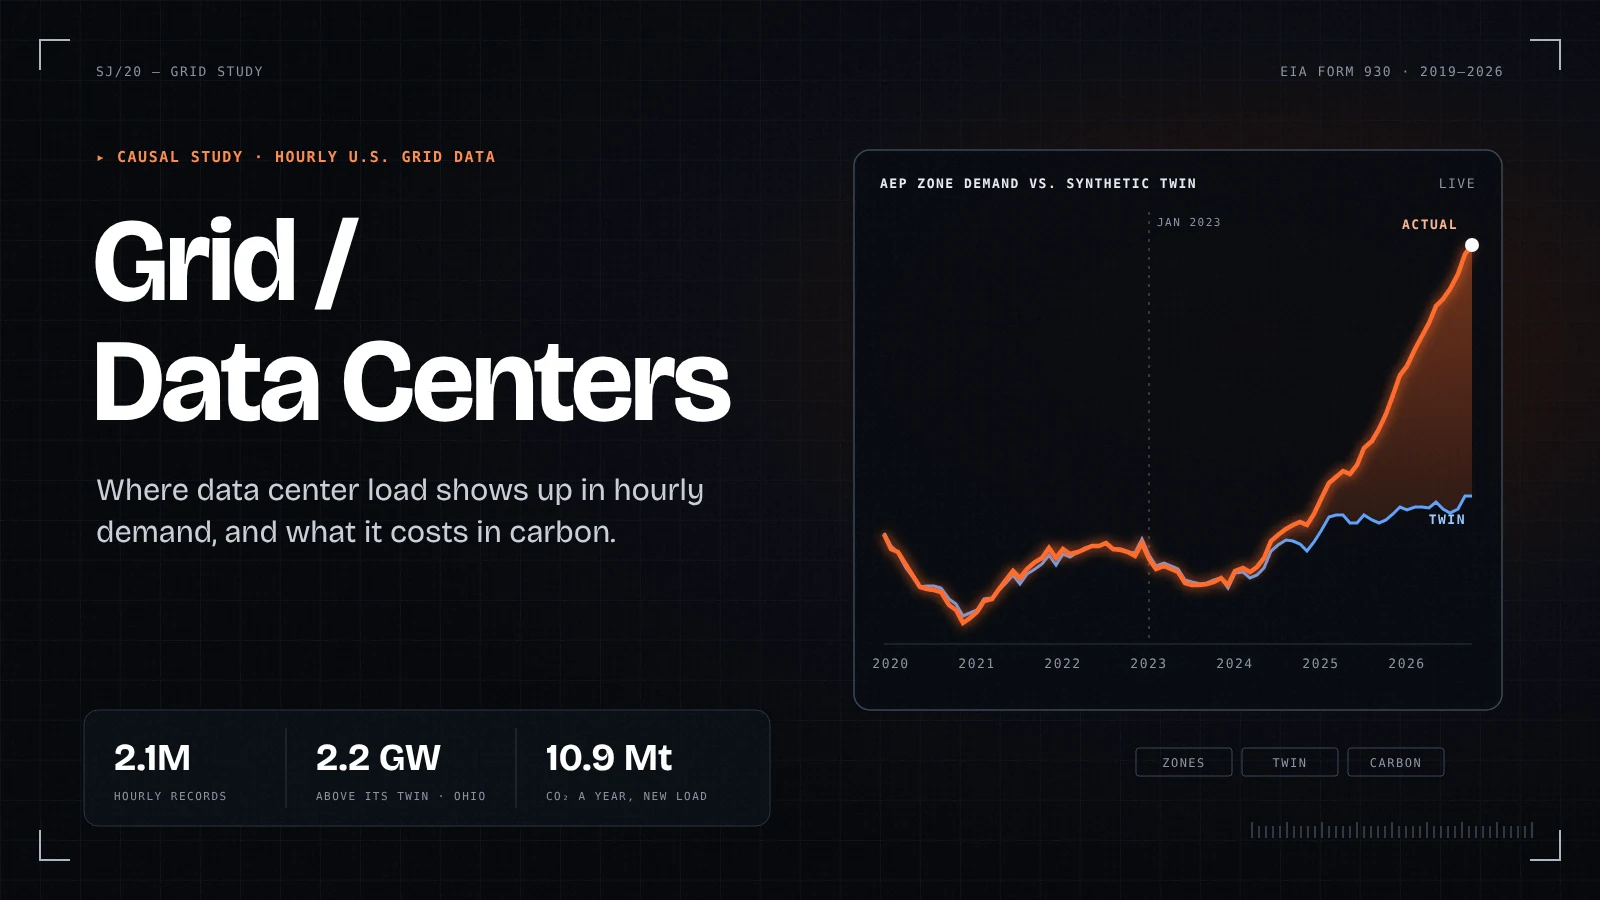 SJ/20 — GRID STUDY
EIA FORM 930 · 2019—2026
▸ CAUSAL STUDY · HOURLY U.S. GRID DATA
Grid /
Data Centers
Where data center load shows up in hourly
demand, and what it costs in carbon.
2.1M
HOURLY RECORDS
2.2 GW
ABOVE ITS TWIN · OHIO
10.9 Mt
CO₂ A YEAR, NEW LOAD
AEP ZONE DEMAND VS. SYNTHETIC TWIN
LIVE
JAN 2023
ACTUAL
TWIN
2020 2021 2022 2023 2024 2025 2026
ZONES TWIN CARBON